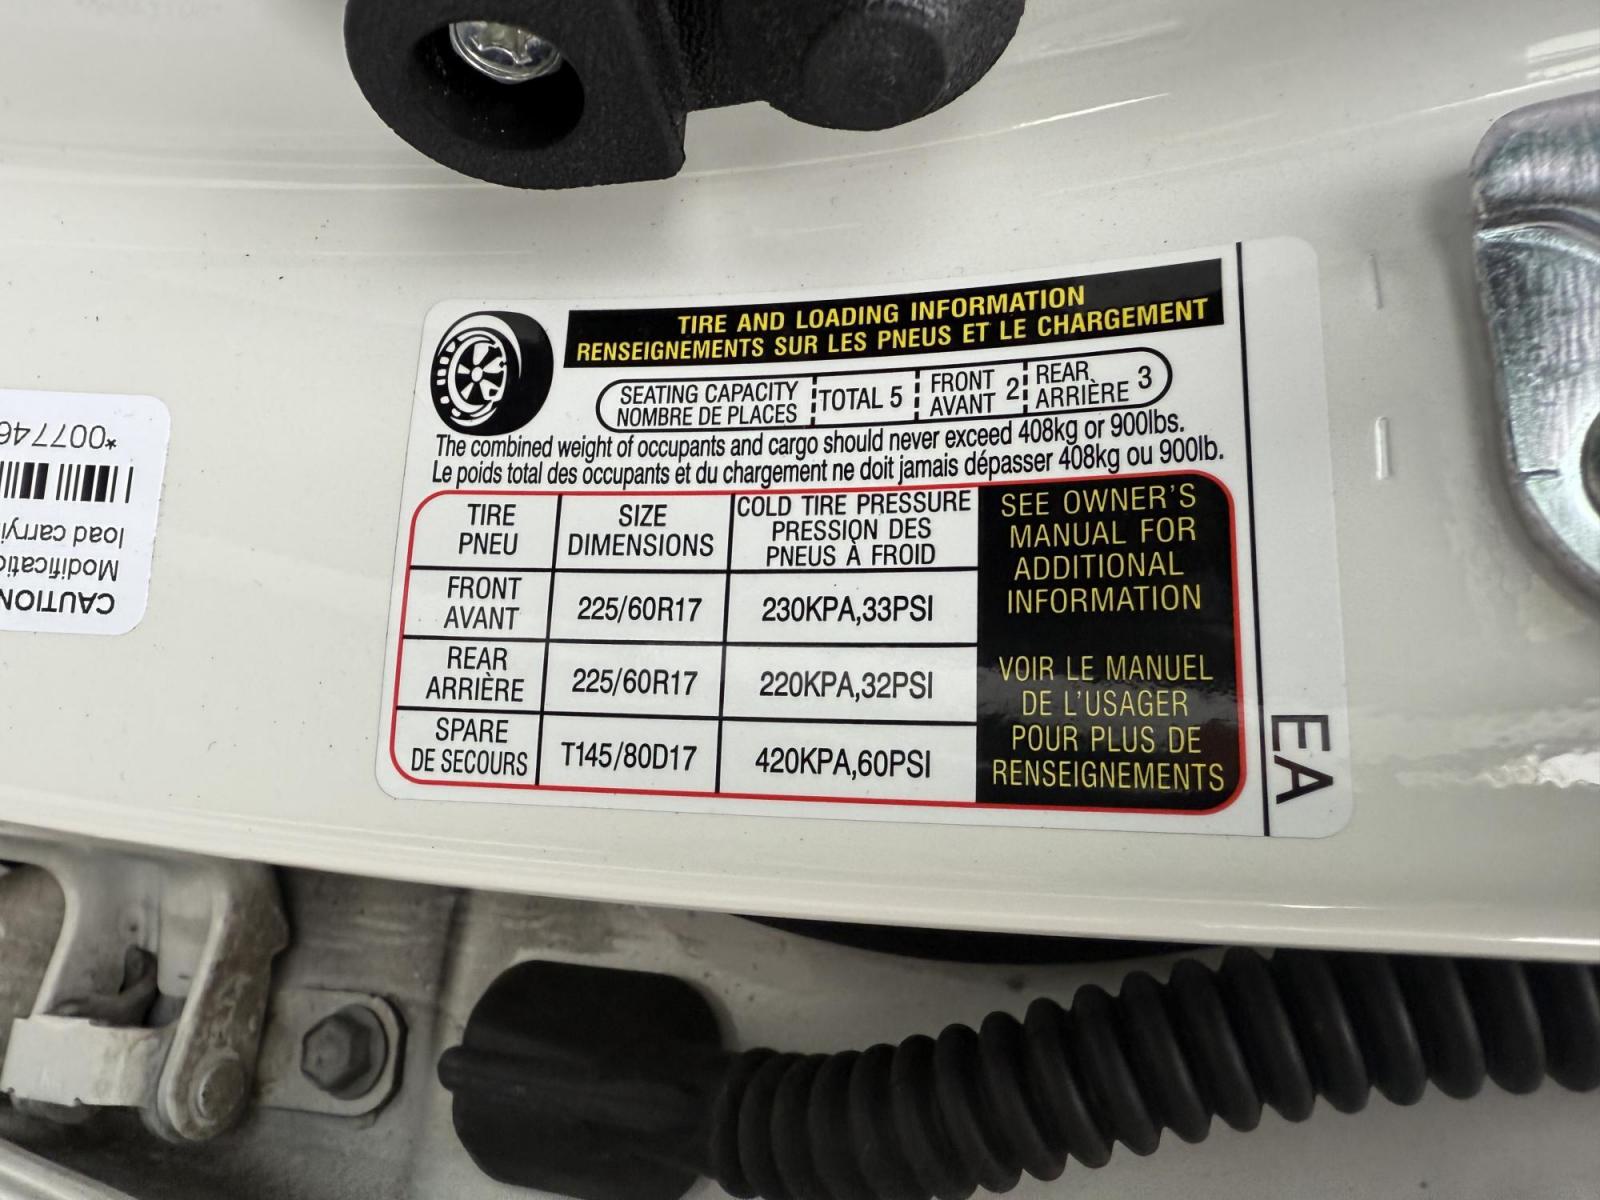 TIRE AND LOADING INFORMATION
RENSEIGNEMENTS SUR LES PNEUS ET LE CHARGEMENT
SEATING CAPACITY TOTAL 5 FRONT 2 REAR 3
NOMBRE DE PLACES AVANT ARRIÈRE
The combined weight of occupants and cargo should never exceed 408kg or 900lbs.
Le poids total des occupants et du chargement ne doit jamais dépasser 408kg ou 900lb.
TIRE SIZE COLD TIRE PRESSURE
PNEU DIMENSIONS PRESSION DES
PNEUS À FROID
FRONT
AVANT 225/60R17 230KPA,33PSI
REAR
ARRIÈRE 225/60R17 220KPA,32PSI
SPARE
DE SECOURS T145/80D17 420KPA,60PSI
SEE OWNER'S
MANUAL FOR
ADDITIONAL
INFORMATION
VOIR LE MANUEL
DE L'USAGER
POUR PLUS DE
RENSEIGNEMENTS
EA
CAUTION
Modificatio
load carryi
*007746